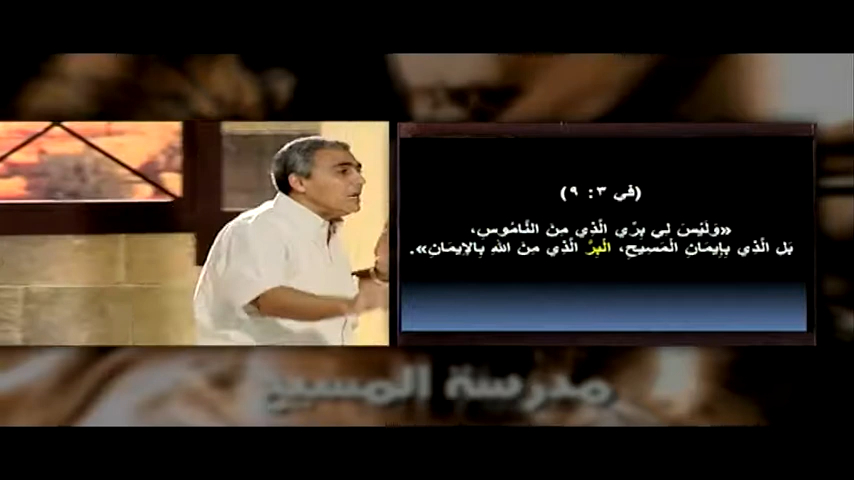 (في ٣: ٩)
«وَلَيْسَ لِي بِرِّي الَّذِي مِنَ النَّامُوسِ،
بَلِ الَّذِي بِإِيمَانِ الْمَسِيحِ، الْبِرُّ الَّذِي مِنَ اللهِ بِالإِيمَانِ».
مدرسة المسيح